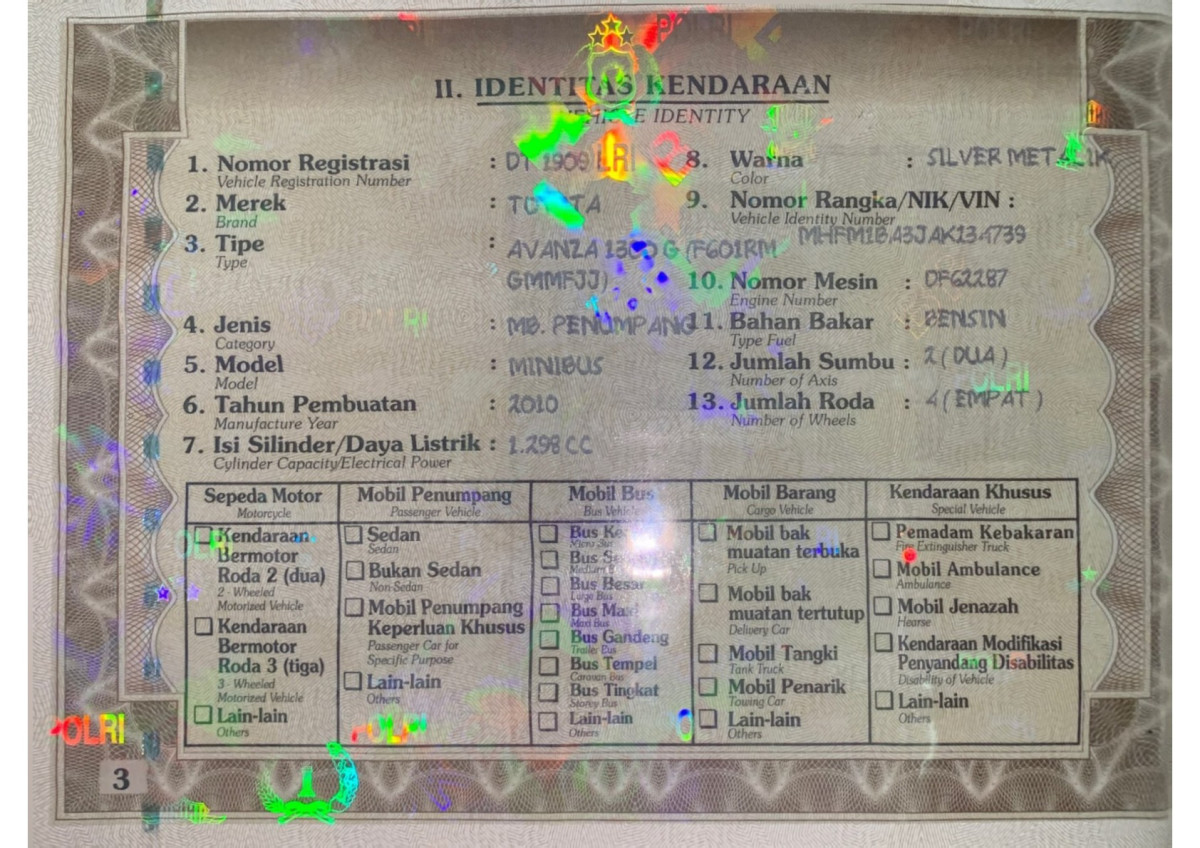 II. IDENTITAS KENDARAAN
VEHICLE IDENTITY
1. Nomor Registrasi : DT 1909
Vehicle Registration Number
2. Merek : TOYOTA
Brand
3. Tipe : AVANZA 1300 G (F601RM
Type
GMMFJJ)
4. Jenis : MB. PENUMPANG
Category
5. Model : MINIBUS
Model
6. Tahun Pembuatan : 2010
Manufacture Year
7. Isi Silinder/Daya Listrik : 1.298 CC
Cylinder Capacity/Electrical Power
8. Warna : SILVER METALIK
Color
9. Nomor Rangka/NIK/VIN :
Vehicle Identity Number
MHFM1BA3JAK134739
10. Nomor Mesin : DF62287
Engine Number
11. Bahan Bakar : BENSIN
Type Fuel
12. Jumlah Sumbu : 2 (DUA)
Number of Axis
13. Jumlah Roda : 4 (EMPAT)
Number of Wheels
Sepeda Motor
Motorcycle
Kendaraan
Bermotor
Roda 2 (dua)
2 - Wheeled
Motorized Vehicle
Kendaraan
Bermotor
Roda 3 (tiga)
3 - Wheeled
Motorized Vehicle
Lain-lain
Others
Mobil Penumpang
Passenger Vehicle
Sedan
Sedan
Bukan Sedan
Non-Sedan
Mobil Penumpang
Keperluan Khusus
Passenger Car for
Specific Purpose
Lain-lain
Others
Mobil Bus
Bus Vehicle
Bus
Micro Bus
Bus
Medium
Bus Besar
Large Bus
Bus Maxi
Maxi Bus
Bus Gandeng
Trailer Bus
Bus Tempel
Caravan Bus
Bus Tingkat
Storey Bus
Lain-lain
Others
Mobil Barang
Cargo Vehicle
Mobil bak
muatan terbuka
Pick Up
Mobil bak
muatan tertutup
Delivery Car
Mobil Tangki
Tank Truck
Mobil Penarik
Towing Car
Lain-lain
Others
Kendaraan Khusus
Special Vehicle
Pemadam Kebakaran
Fire Extinguisher Truck
Mobil Ambulance
Ambulance
Mobil Jenazah
Hearse
Kendaraan Modifikasi
Penyandang Disabilitas
Disability of Vehicle
Lain-lain
Others
POLRI
3